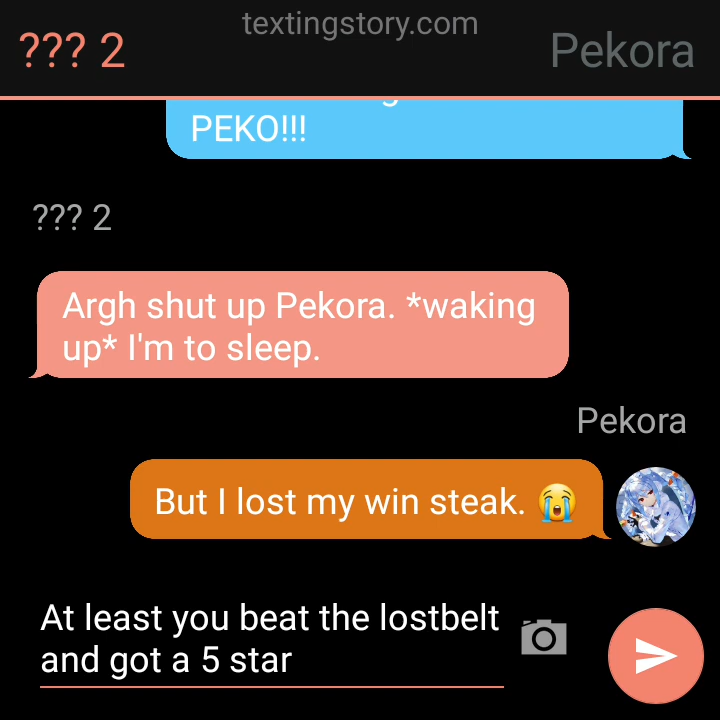 textingstory.com
??? 2
Pekora
PEKO!!!
??? 2
Argh shut up Pekora. *waking
up* I'm to sleep.
Pekora
But I lost my win steak. 😭
At least you beat the lostbelt
and got a 5 star